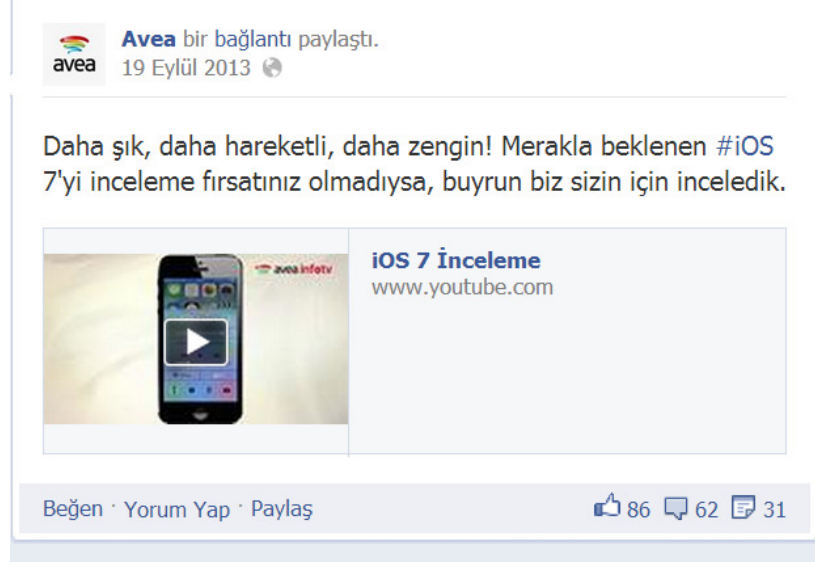 Avea bir bağlantı paylaştı.
avea
19 Eylül 2013
Daha şık, daha hareketli, daha zengin! Merakla beklenen #iOS
7'yi inceleme fırsatınız olmadıysa, buyrun biz sizin için inceledik.
avea infotv
iOS 7 İnceleme
www.youtube.com
Beğen · Yorum Yap · Paylaş
86 62 31